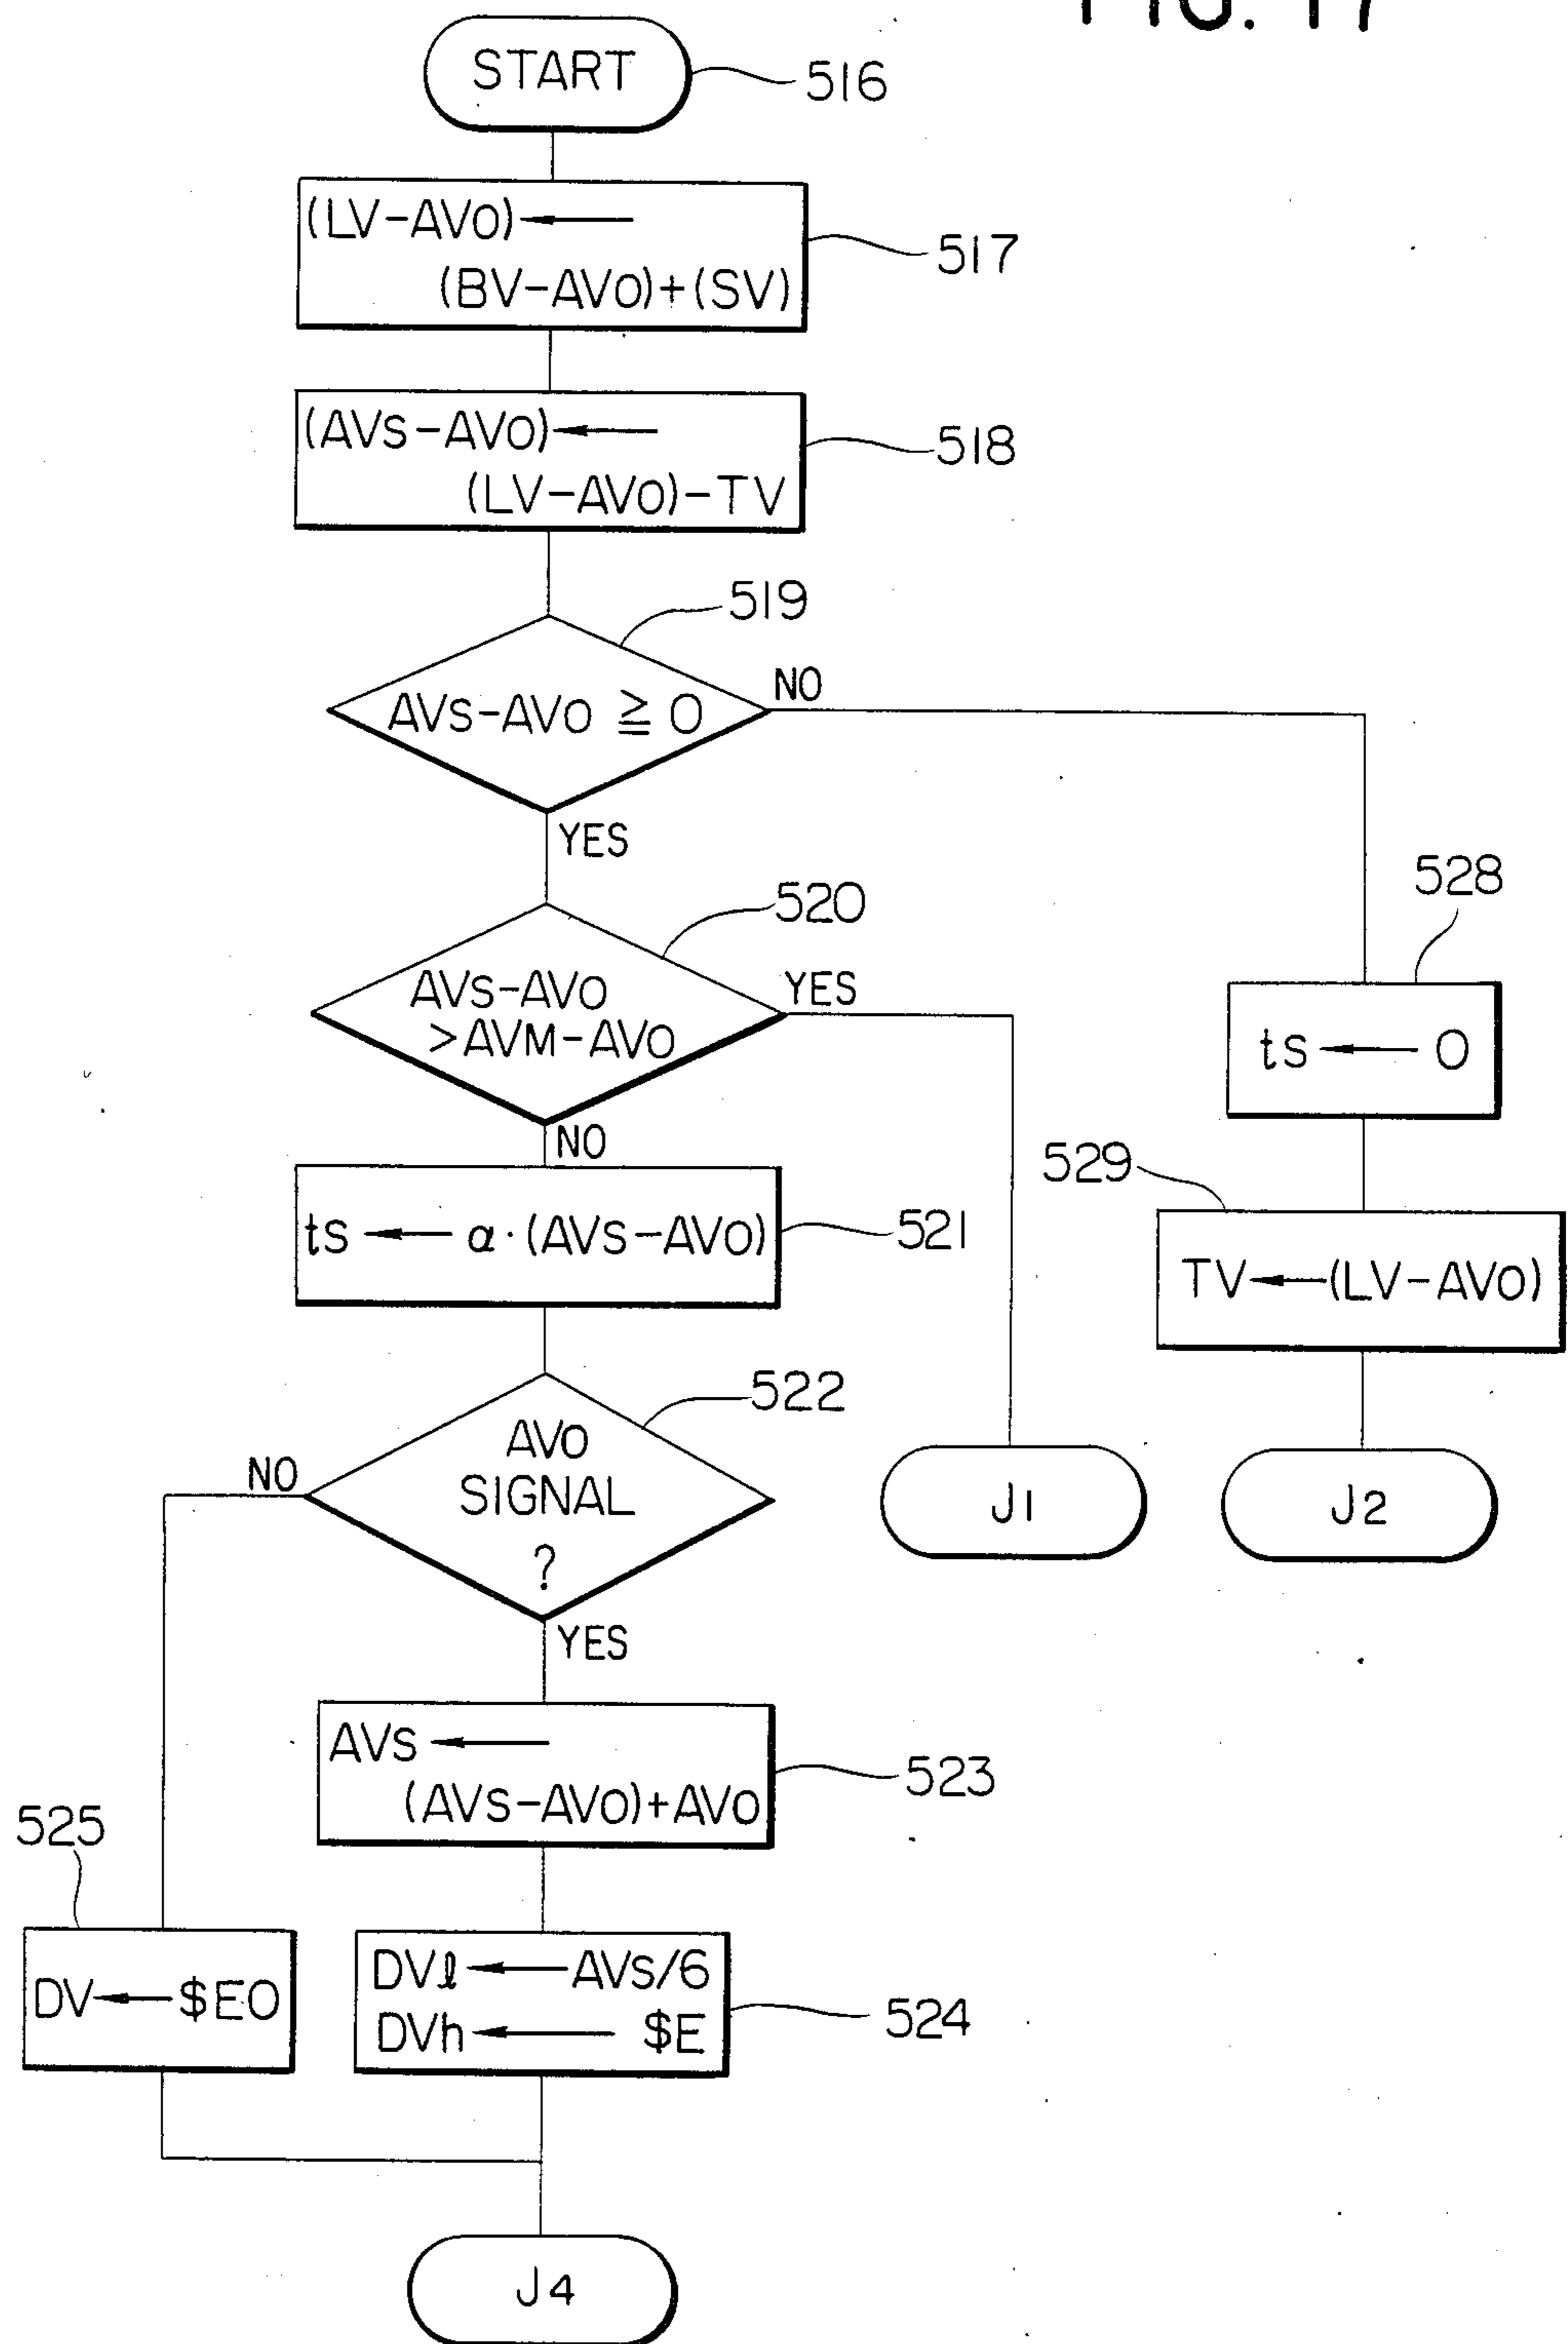 FIG. 17
START
516
(LV-AVO)←
(BV-AVO)+(SV)
517
(AVS-AVO)←
(LV-AVO)-TV
518
519
AVS-AVO ≧ 0
NO
YES
520
AVS-AVO
>AVM-AVO
YES
NO
528
ts ← 0
529
TV←(LV-AVO)
ts ← α·(AVS-AVO)
521
522
AVO
SIGNAL
?
NO
YES
J1
J2
AVS ←
(AVS-AVO)+AVO
523
525
DV←$EO
DVℓ←AVS/6
DVh← $E
524
J4